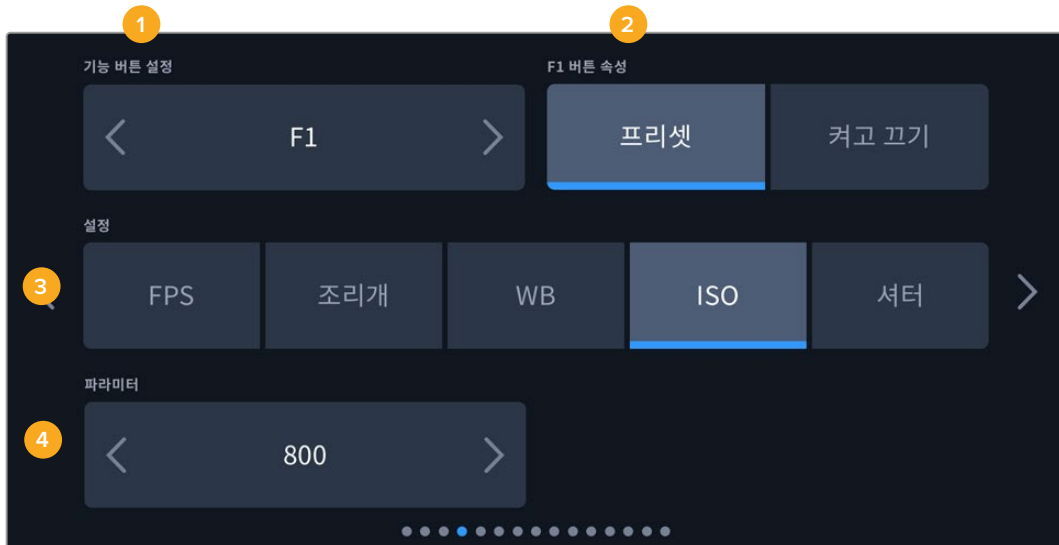 1
2
기능 버튼 설정
F1 버튼 속성
F1
프리셋
켜고 끄기
설정
3
FPS
조리개
WB
ISO
셔터
파라미터
4
800